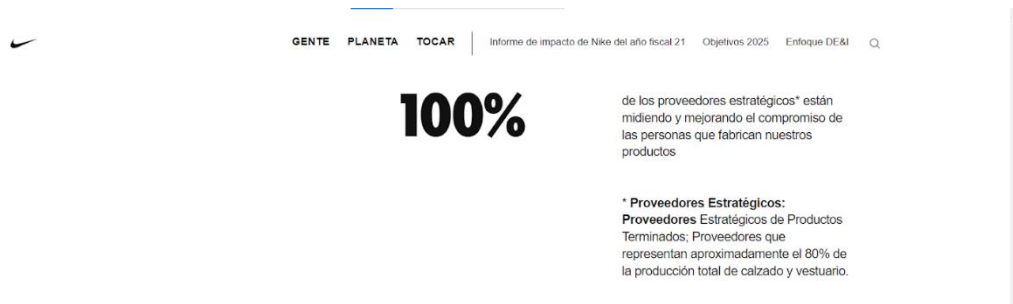 GENTE PLANETA TOCAR Informe de impacto de Nike del año fiscal 21 Objetivos 2025 Enfoque DE&I
100%
de los proveedores estratégicos* están
midiendo y mejorando el compromiso de
las personas que fabrican nuestros
productos
* Proveedores Estratégicos:
Proveedores Estratégicos de Productos
Terminados; Proveedores que
representan aproximadamente el 80% de
la producción total de calzado y vestuario.